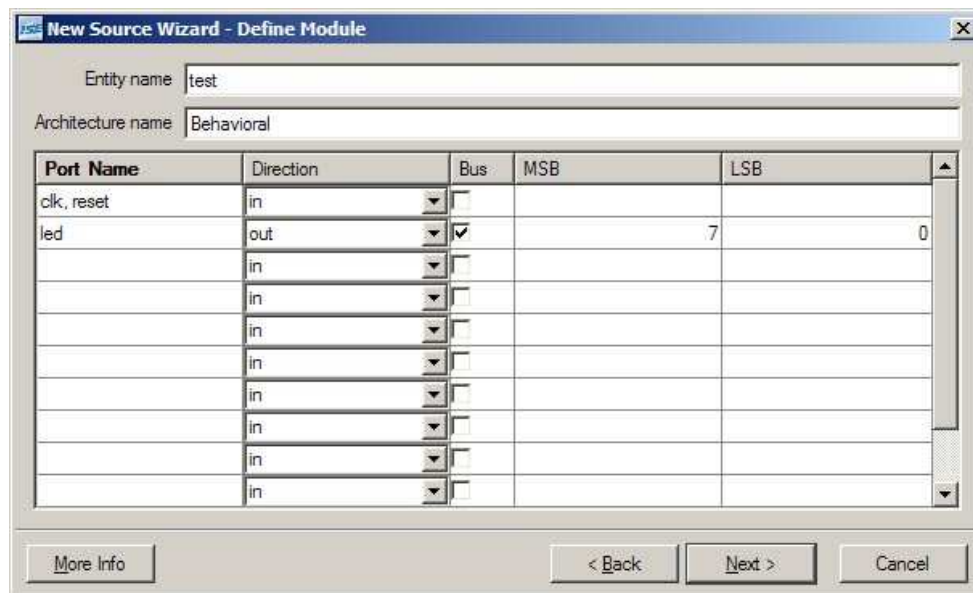 ISE New Source Wizard - Define Module
Entity name test
Architecture name Behavioral
Port Name Direction Bus MSB LSB
clk, reset in
led out 7 0
in
in
in
in
in
in
in
in
More Info < Back Next > Cancel